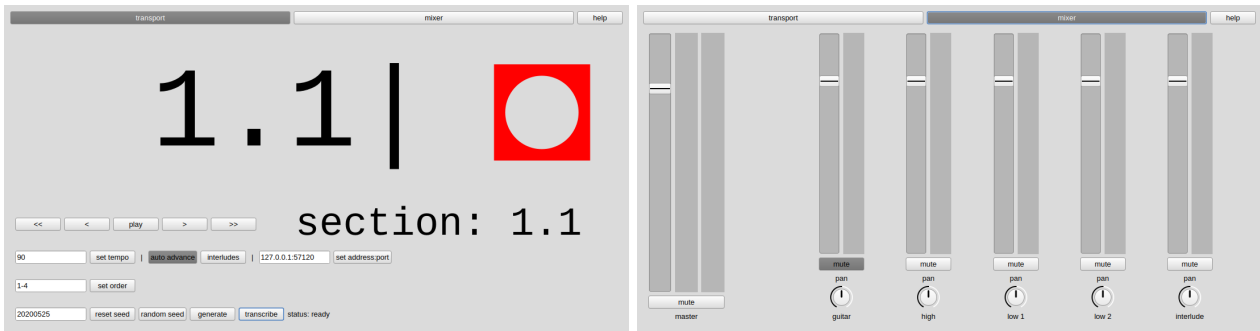 transport mixer help
1.1|
section: 1.1
<< < play > >>
90 set tempo | auto advance interludes | 127.0.0.1:57120 set address:port
1-4 set order
20200525 reset seed random seed generate transcribe status: ready
transport mixer help
mute mute mute mute mute
pan pan pan pan pan
mute
master guitar high low 1 low 2 interlude